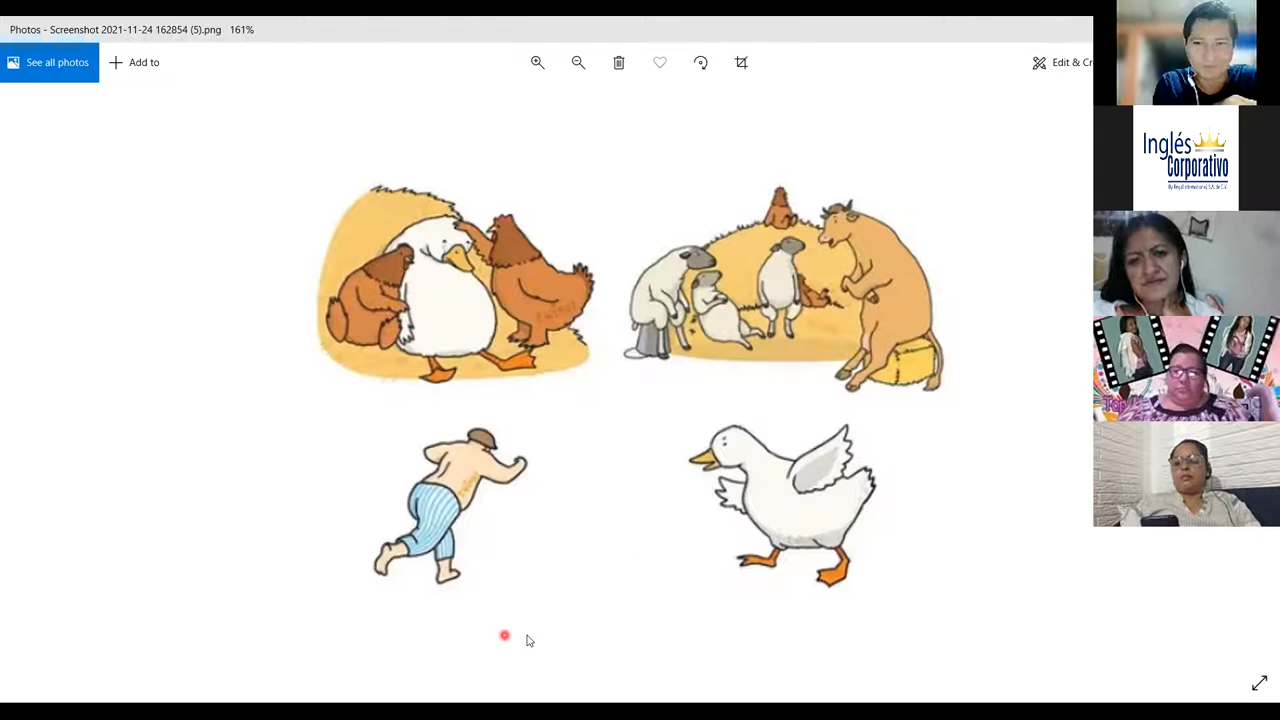 Photos - Screenshot 2021-11-24 162854 (5).png 161%
See all photos
Add to
Edit & Cr
Inglés
Corporativo